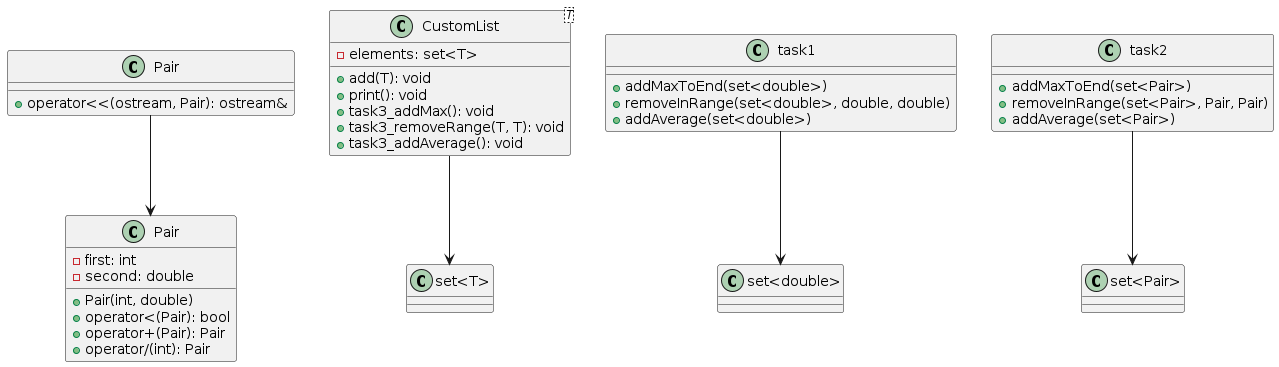 C Pair
+ operator<<(ostream, Pair): ostream&
C Pair
first: int
second: double
Pair(int, double)
operator<(Pair): bool
operator+(Pair): Pair
operator/(int): Pair
C CustomList
T
elements: set<T>
add(T): void
print(): void
task3_addMax(): void
task3_removeRange(T, T): void
task3_addAverage(): void
C set<T>
C task1
addMaxToEnd(set<double>)
removeInRange(set<double>, double, double)
addAverage(set<double>)
C set<double>
C task2
addMaxToEnd(set<Pair>)
removeInRange(set<Pair>, Pair, Pair)
addAverage(set<Pair>)
C set<Pair>